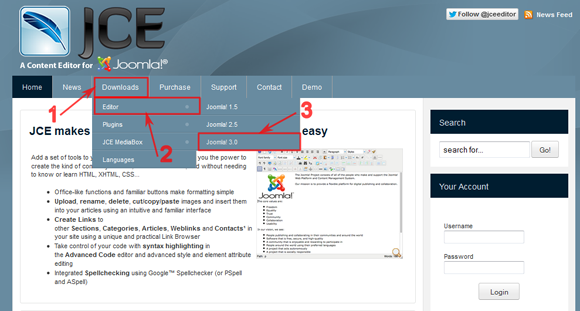 JCE
A Content Editor for Joomla!®
Follow @jceeditor
News Feed
Home News Downloads Purchase Support Contact Demo
1
Editor
Plugins
JCE MediaBox
Languages
2
Joomla! 1.5
Joomla! 2.5
Joomla! 3.0
3
JCE makes easy
Add a set of tools to you the power to
create the kind of con without needing
to know or learn HTML, XHTML, CSS...
Office-like functions and familiar buttons make formatting simple
Upload, rename, delete, cut/copy/paste images and insert them
into your articles using an intuitive and familiar interface
Create Links to
other Sections, Categories, Articles, Weblinks and Contacts* in
your site using a unique and practical Link Browser
Take control of your code with syntax highlighting in
the Advanced Code editor and advanced style and element attribute
editing
Integrated Spellchecking using Google™ Spellchecker (or PSpell
and ASpell)
Joomla!
Search
search for... Go!
Your Account
Username
Password
Login